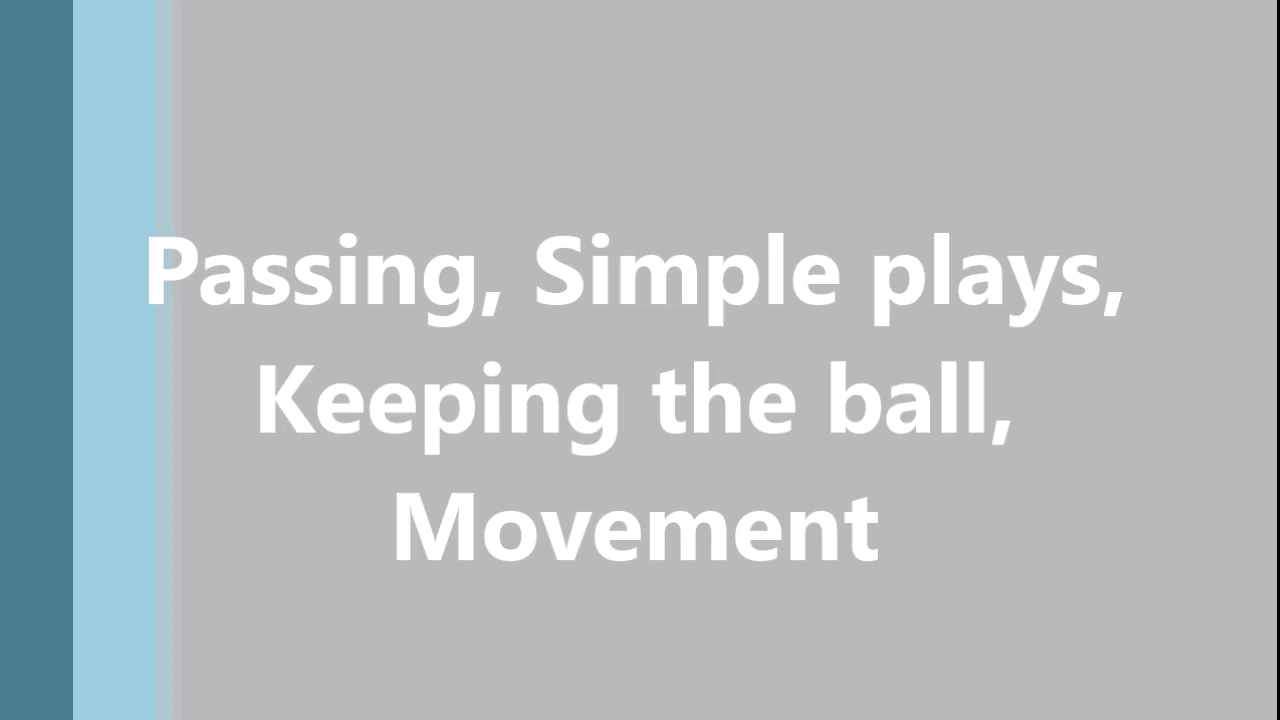 Passing, Simple plays,
Keeping the ball,
Movement